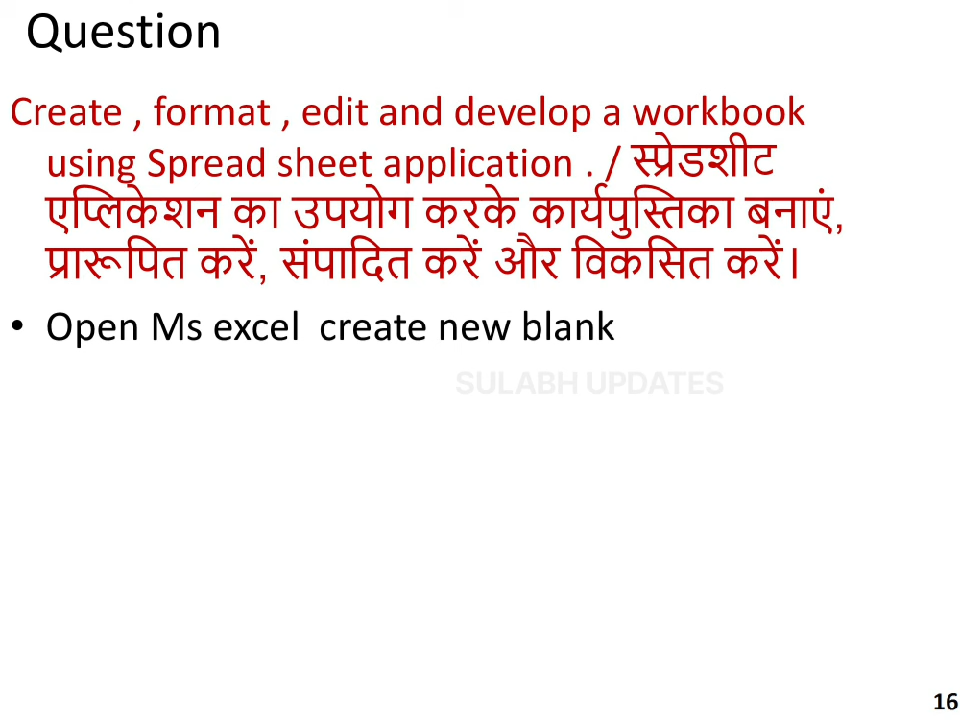 Question
Create , format , edit and develop a workbook
using Spread sheet application . / स्प्रेडशीट
एप्लिकेशन का उपयोग करके कार्यपुस्तिका बनाएं,
प्रारूपित करें, संपादित करें और विकसित करें।
• Open Ms excel  create new blank
SULABH UPDATES
16